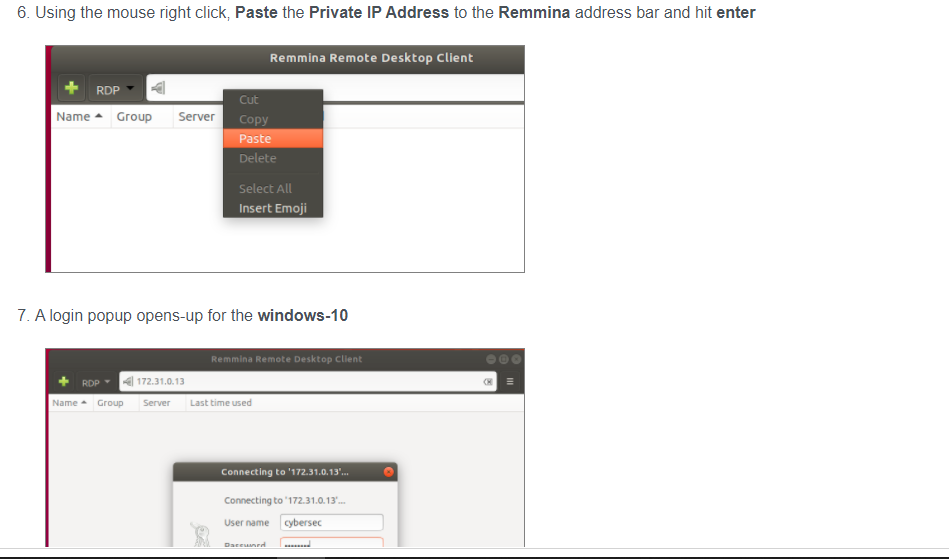 6. Using the mouse right click, Paste the Private IP Address to the Remmina address bar and hit enter
Remmina Remote Desktop Client
RDP
Name Group Server
Cut
Copy
Paste
Delete
Select All
Insert Emoji
7. A login popup opens-up for the windows-10
Remmina Remote Desktop Client
RDP 172.31.0.13
Name Group Server Last time used
Connecting to '172.31.0.13'...
Connecting to '172.31.0.13'...
User name cybersec
Password